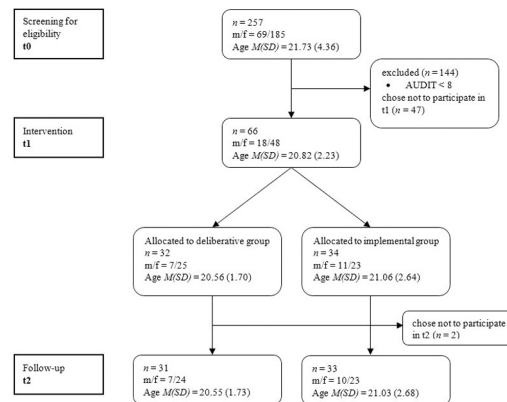 Screening for
eligibility
t0
n = 257
m/f = 69/185
Age M(SD) = 21.73 (4.36)
excluded (n = 144)
• AUDIT < 8
chose not to participate in
t1 (n = 47)
Intervention
t1
n = 66
m/f = 18/48
Age M(SD) = 20.82 (2.23)
Allocated to deliberative group
n = 32
m/f = 7/25
Age M(SD) = 20.56 (1.70)
Allocated to implemental group
n = 34
m/f = 11/23
Age M(SD) = 21.06 (2.64)
chose not to participate
in t2 (n = 2)
Follow-up
t2
n = 31
m/f = 7/24
Age M(SD) = 20.55 (1.73)
n = 33
m/f = 10/23
Age M(SD) = 21.03 (2.68)